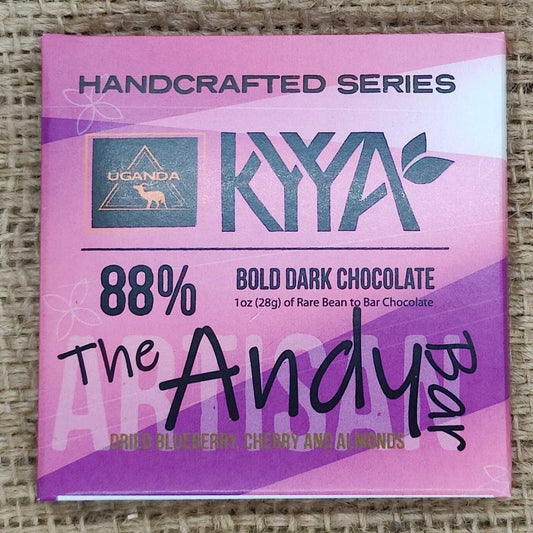 HANDCRAFTED SERIES
UGANDA
KYYA
88%
BOLD DARK CHOCOLATE
1oz (28g) of Rare Bean to Bar Chocolate
ARTISAN
The Andy Bar
DRIED BLUEBERRY, CHERRY AND ALMONDS